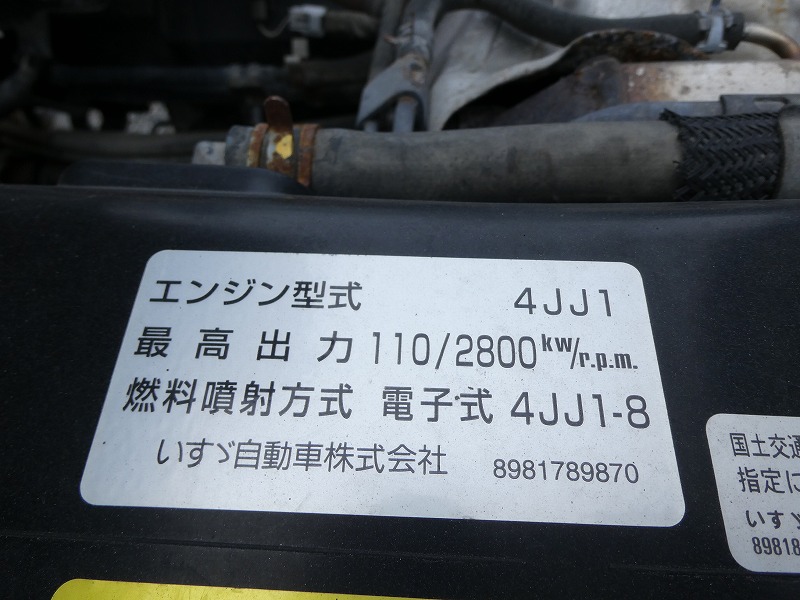 エンジン型式 4JJ1
最高出力 110/2800kw/r.p.m.
燃料噴射方式 電子式 4JJ1-8
いすゞ自動車株式会社 8981789870
国土交通
指定に
いすゞ
89818